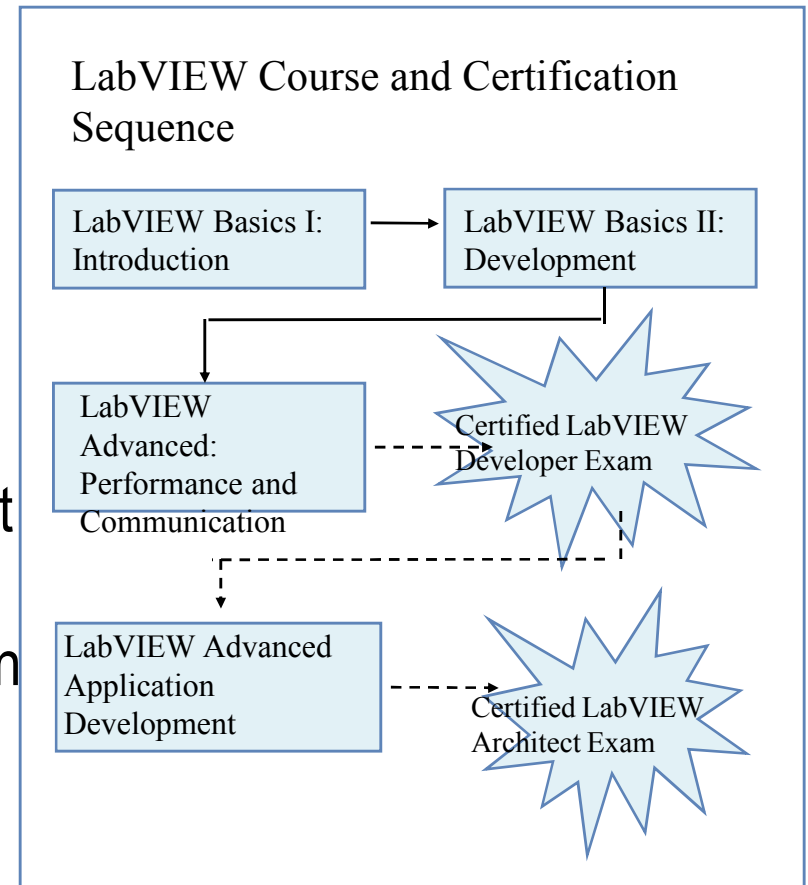 LabVIEW Course and Certification
Sequence
LabVIEW Basics I:
Introduction
LabVIEW Basics II:
Development
LabVIEW
Advanced:
Performance and
Communication
Certified LabVIEW
Developer Exam
t
LabVIEW Advanced
Application
Development
Certified LabVIEW
Architect Exam